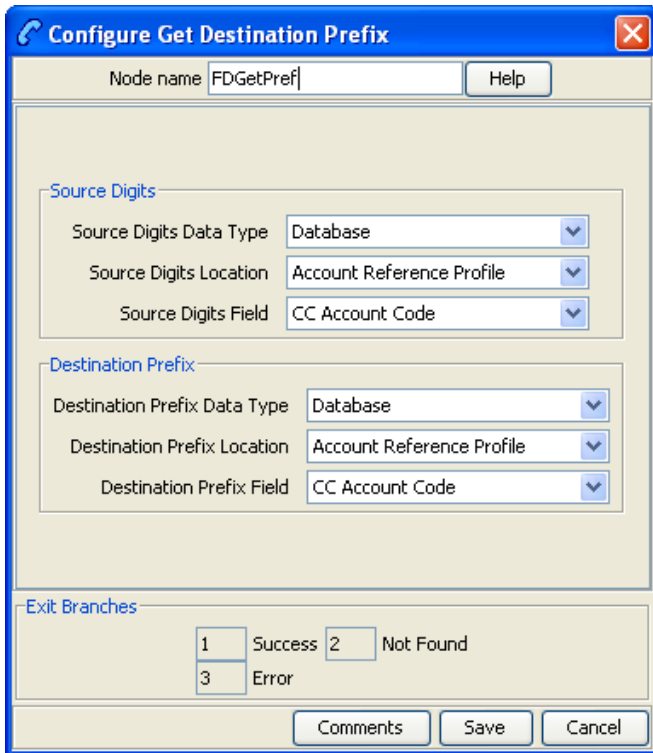 Configure Get Destination Prefix
Node name FDGetPref Help
Source Digits
Source Digits Data Type Database
Source Digits Location Account Reference Profile
Source Digits Field CC Account Code
Destination Prefix
Destination Prefix Data Type Database
Destination Prefix Location Account Reference Profile
Destination Prefix Field CC Account Code
Exit Branches
1 Success 2 Not Found
3 Error
Comments Save Cancel